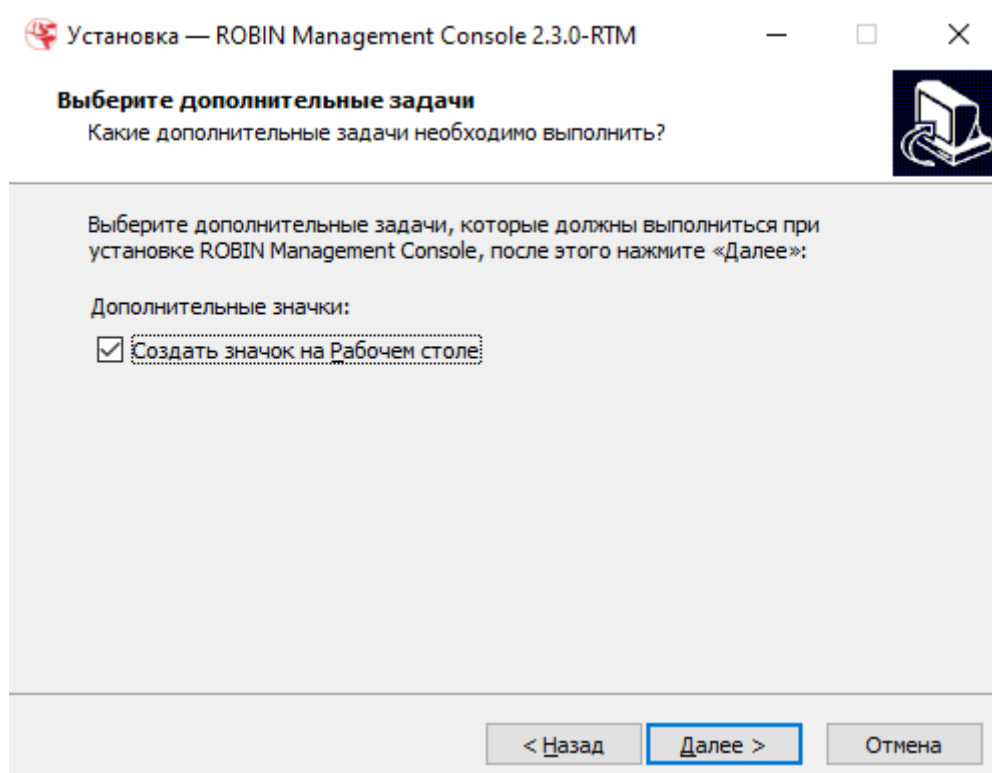 Установка — ROBIN Management Console 2.3.0-RTM
Выберите дополнительные задачи
Какие дополнительные задачи необходимо выполнить?
Выберите дополнительные задачи, которые должны выполниться при
установке ROBIN Management Console, после этого нажмите «Далее»:
Дополнительные значки:
Создать значок на Рабочем столе
< Назад
Далее >
Отмена